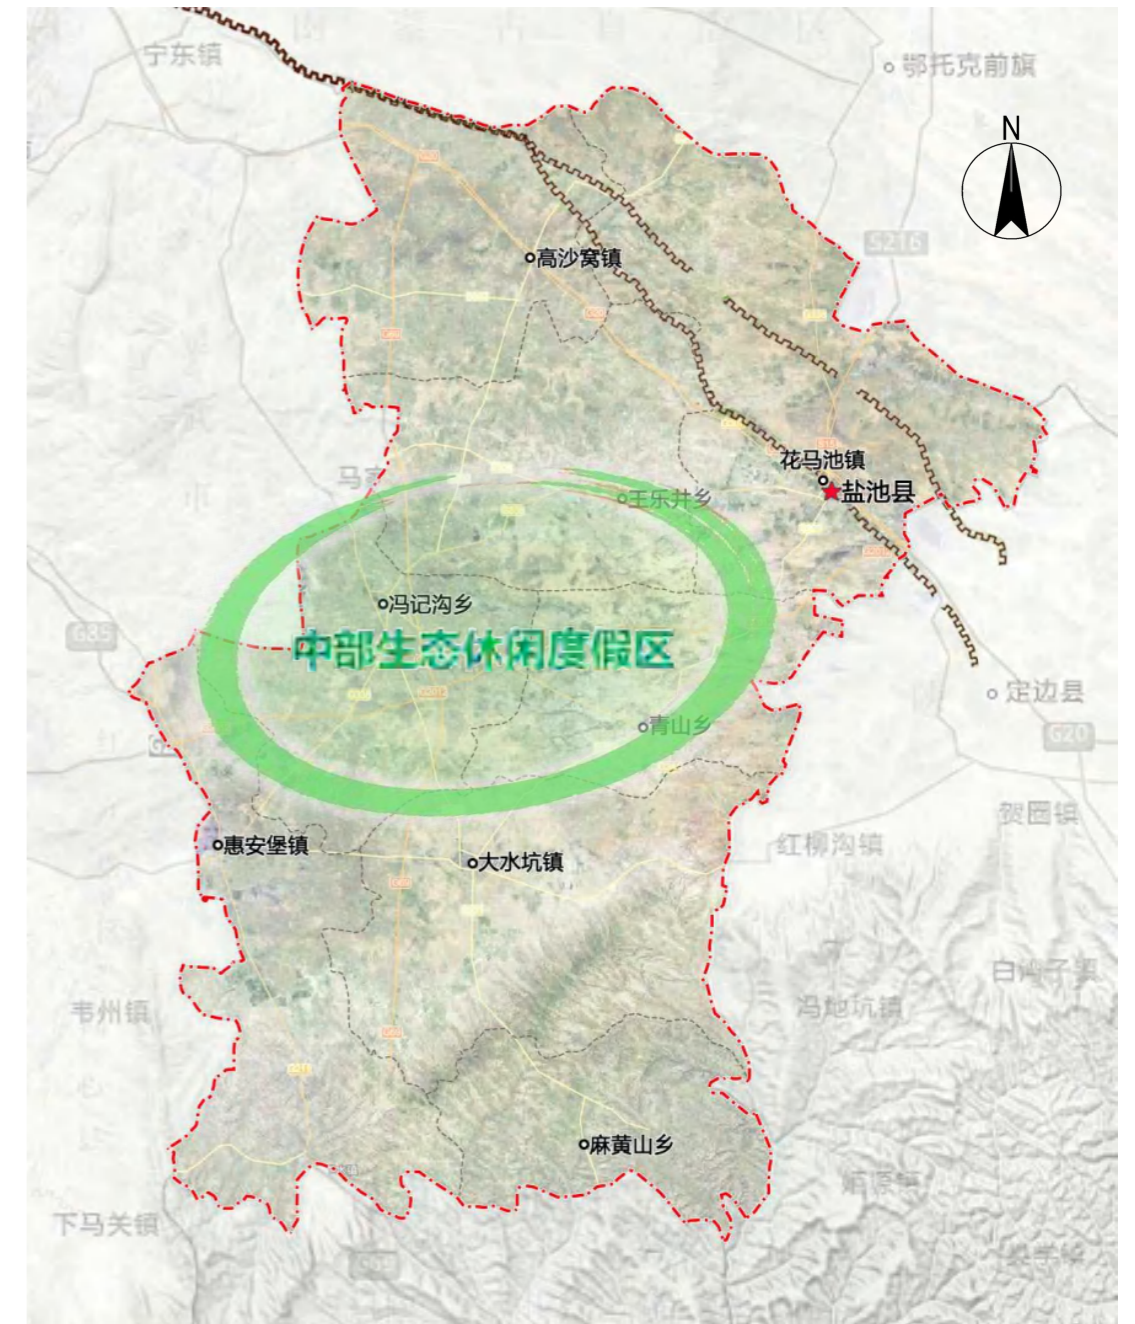 宁东镇
鄂托克前旗
N
S216
高沙窝镇
花马池镇
盐池县
王乐井乡
冯记沟乡
G85
中部生态休闲度假区
定边县
青山乡
G20
贺圈镇
惠安堡镇
大水坑镇
红柳沟镇
白湾子镇
韦州镇
冯地坑镇
麻黄山乡
下马关镇